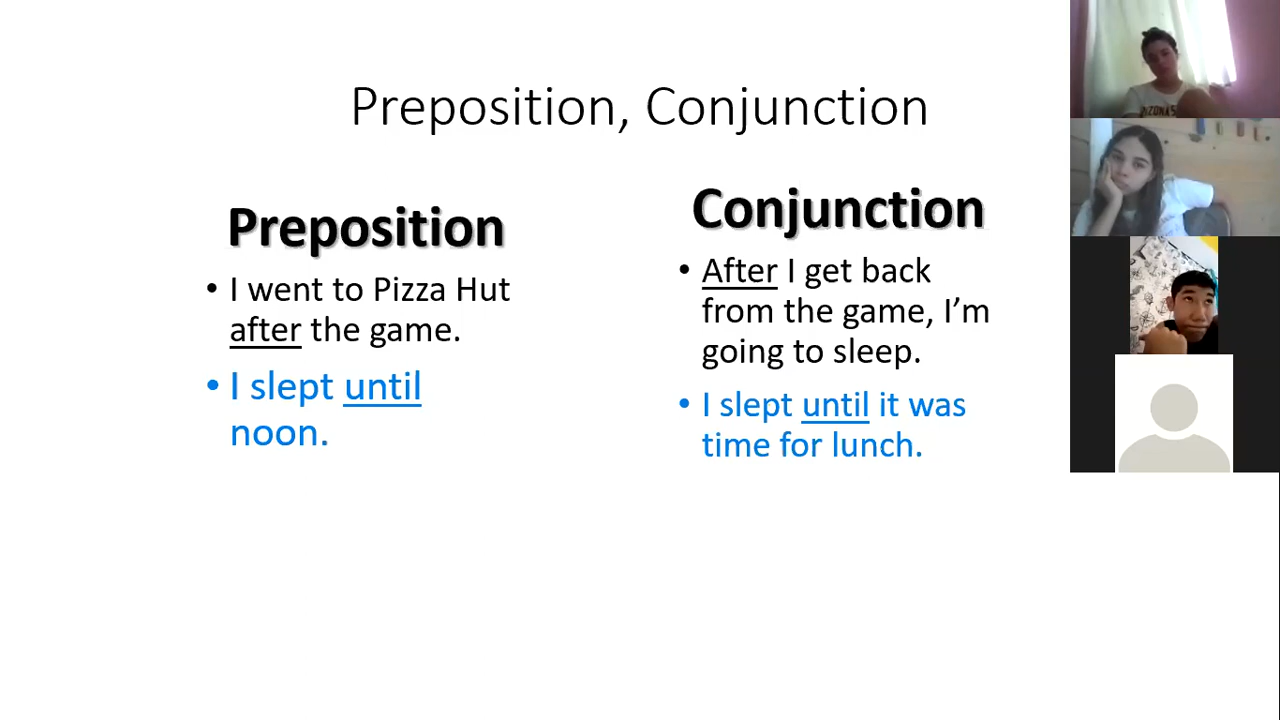 Preposition, Conjunction
Preposition
• I went to Pizza Hut
after the game.
• I slept until
noon.
Conjunction
• After I get back
from the game, I’m
going to sleep.
• I slept until it was
time for lunch.